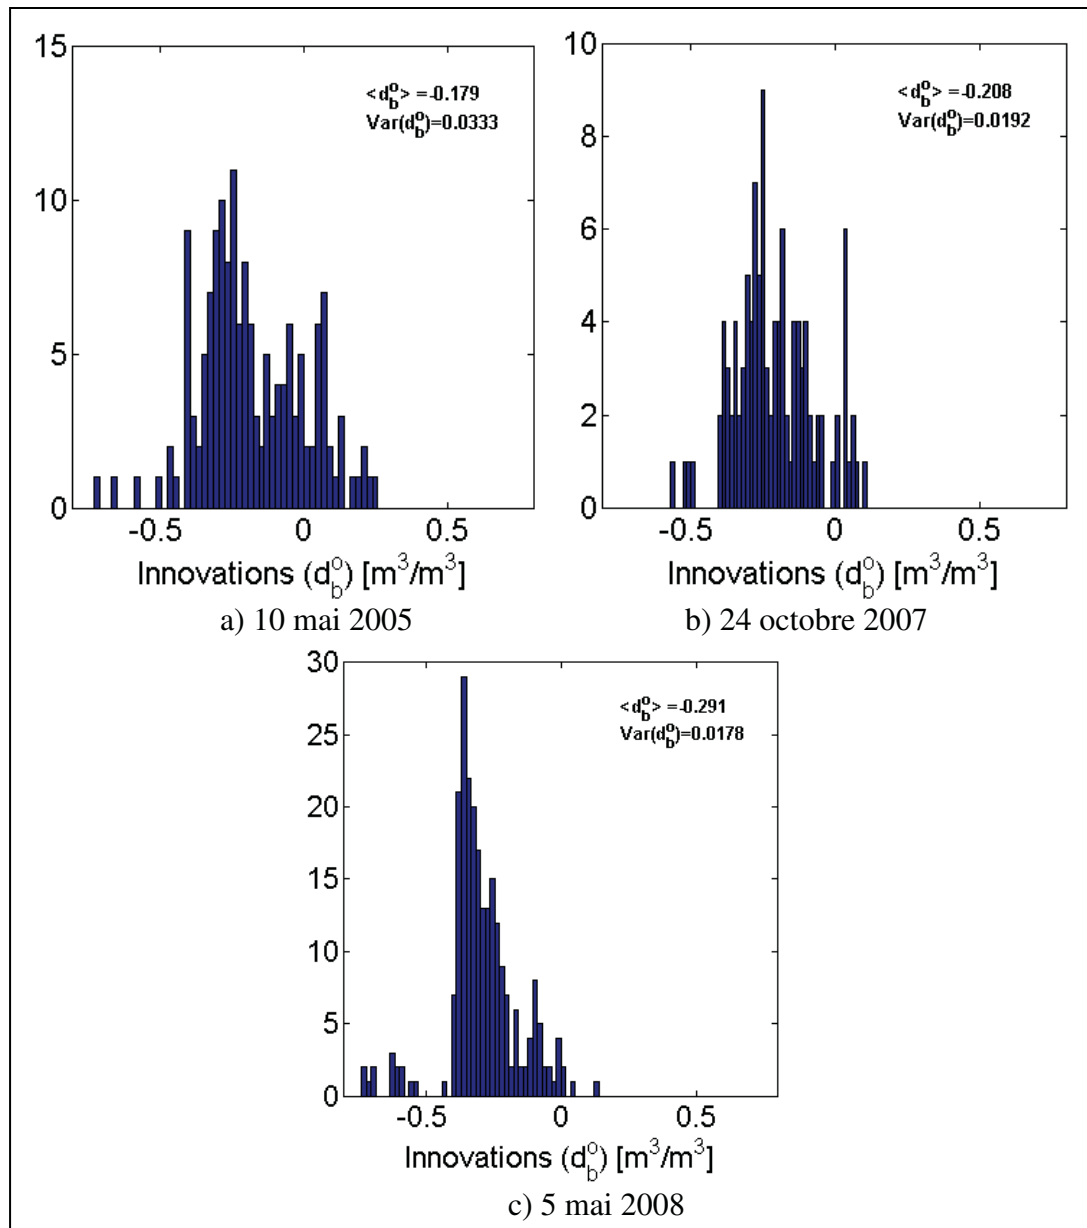 15
10
5
0
-0.5 0 0.5
<d_b^o> =-0.179
Var(d_b^o)=0.0333
Innovations (d_b^o) [m^3/m^3]
a) 10 mai 2005
10
8
6
4
2
0
-0.5 0 0.5
<d_b^o> =-0.208
Var(d_b^o)=0.0192
Innovations (d_b^o) [m^3/m^3]
b) 24 octobre 2007
30
25
20
15
10
5
0
-0.5 0 0.5
<d_b^o> =-0.291
Var(d_b^o)=0.0178
Innovations (d_b^o) [m^3/m^3]
c) 5 mai 2008